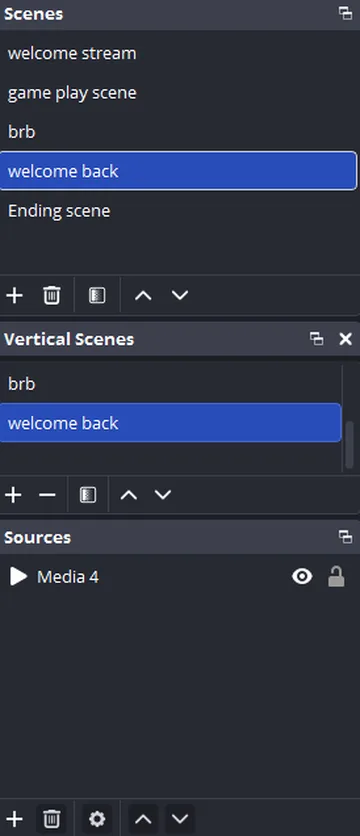 Scenes
welcome stream
game play scene
brb
welcome back
Ending scene
Vertical Scenes
brb
welcome back
Sources
Media 4